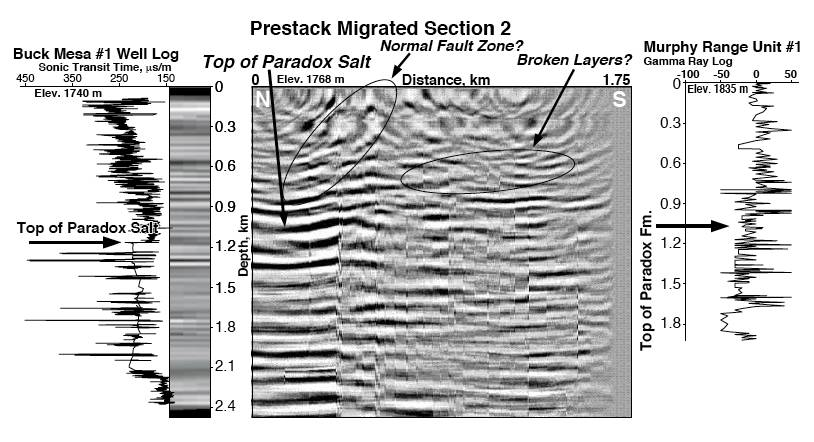 Prestack Migrated Section 2
Buck Mesa #1 Well Log
Sonic Transit Time, µs/m
450 350 250 150
Elev. 1740 m
0
0.3
0.6
0.9
1.2
1.5
1.8
2.1
2.4
Depth, km
Top of Paradox Salt
Top of Paradox Salt
Normal Fault Zone?
Broken Layers?
0 Elev. 1768 m Distance, km 1.75
N S
Murphy Range Unit #1
Gamma Ray Log
-100 -50 0 50
Elev. 1835 m
0
0.3
0.6
0.9
1.2
1.5
1.8
Top of Paradox Fm.